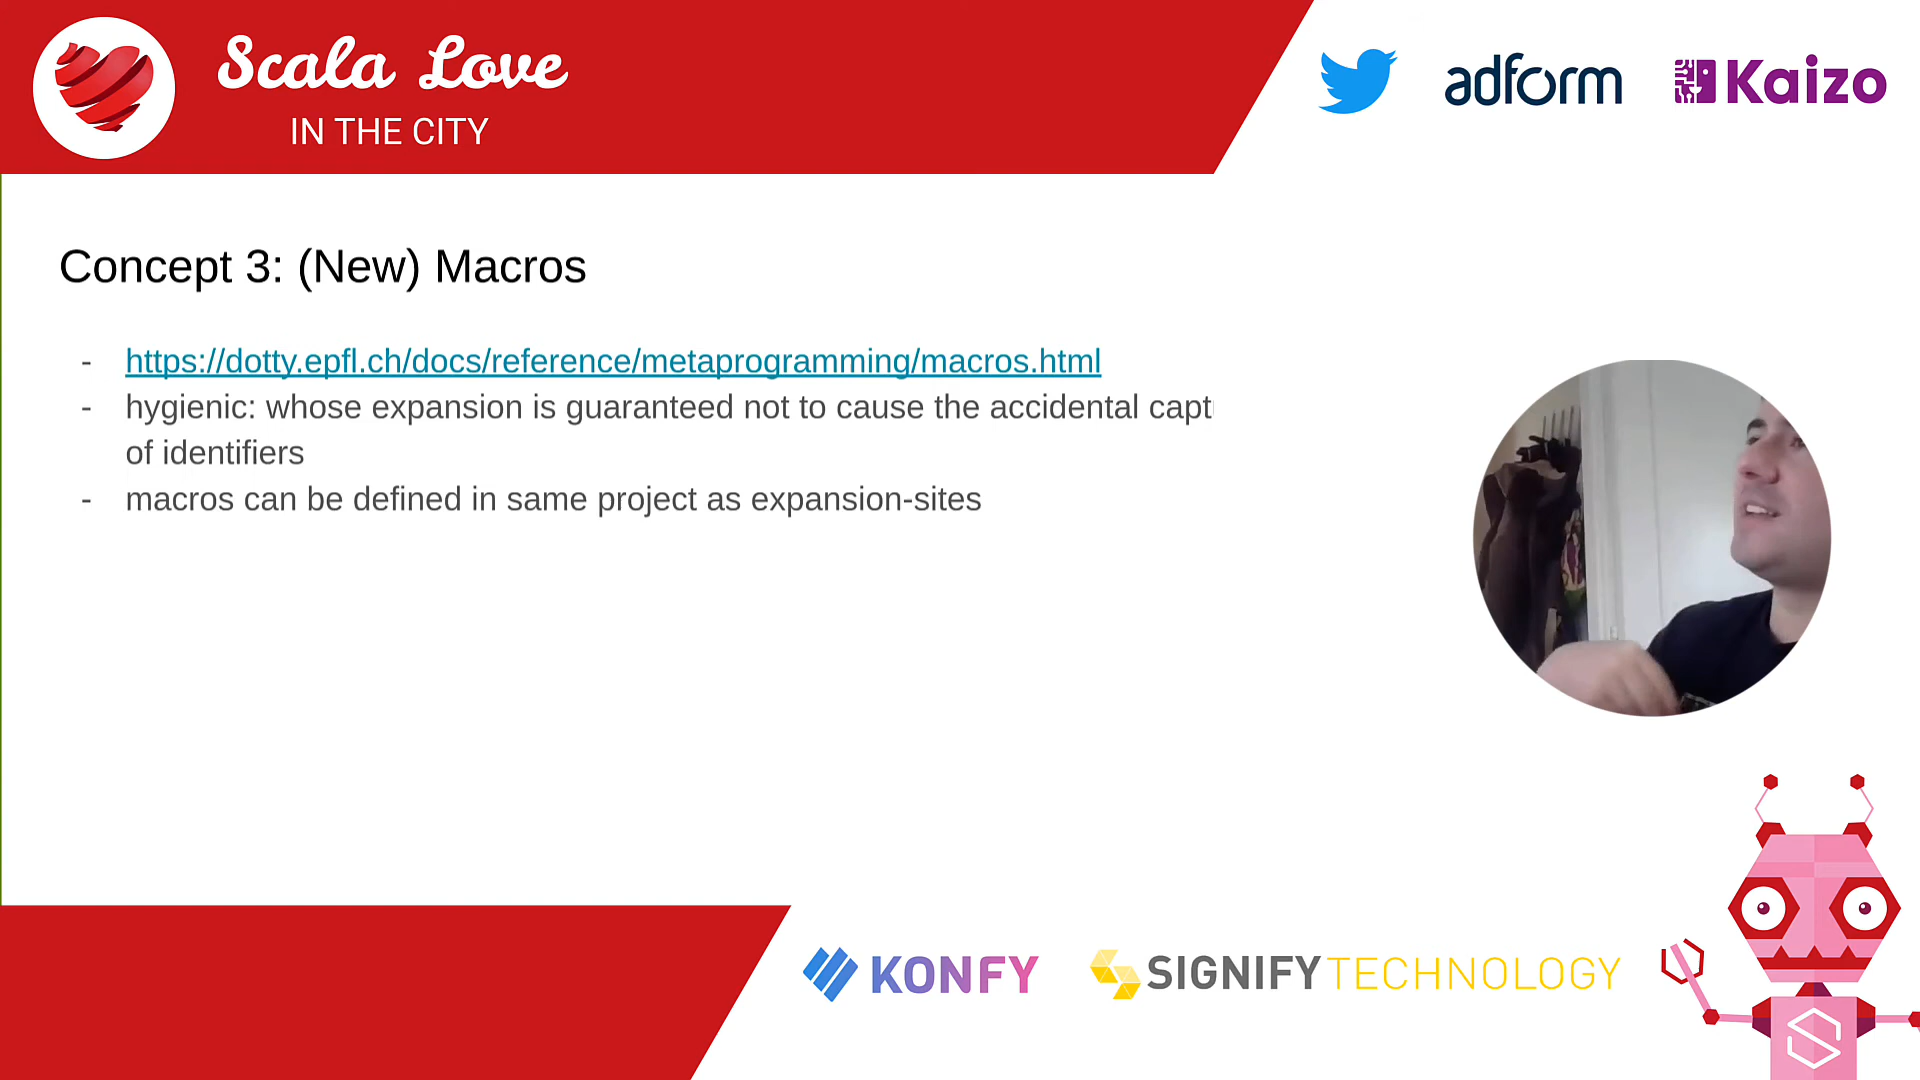 Scala Love
IN THE CITY
adform
Kaizo
Concept 3: (New) Macros
- https://dotty.epfl.ch/docs/reference/metaprogramming/macros.html
- hygienic: whose expansion is guaranteed not to cause the accidental capt
of identifiers
- macros can be defined in same project as expansion-sites
KONFY
SIGNIFYTECHNOLOGY